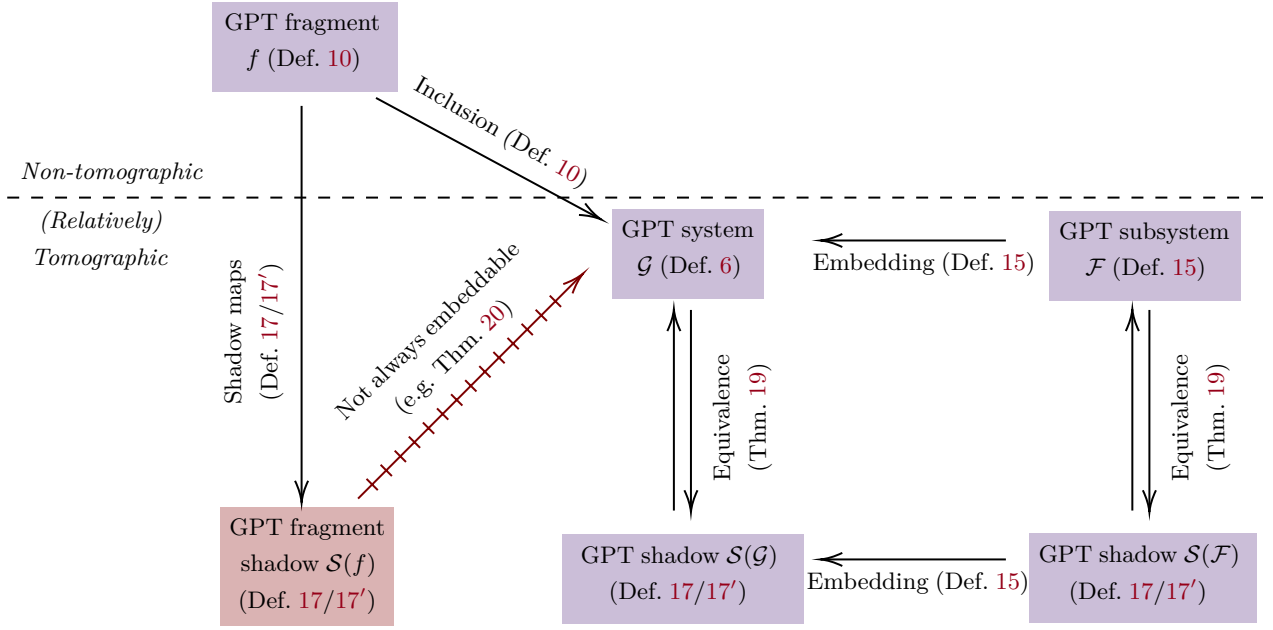 GPT fragment
f (Def. 10)
Inclusion (Def. 10)
Non-tomographic
(Relatively)
Tomographic
GPT system
𝒢 (Def. 6)
Embedding (Def. 15)
GPT subsystem
ℱ (Def. 15)
Shadow maps
(Def. 17/17′)
Not always embeddable
(e.g. Thm. 20)
Equivalence
(Thm. 19)
Equivalence
(Thm. 19)
GPT fragment
shadow 𝒮(f)
(Def. 17/17′)
GPT shadow 𝒮(𝒢)
(Def. 17/17′)
Embedding (Def. 15)
GPT shadow 𝒮(ℱ)
(Def. 17/17′)